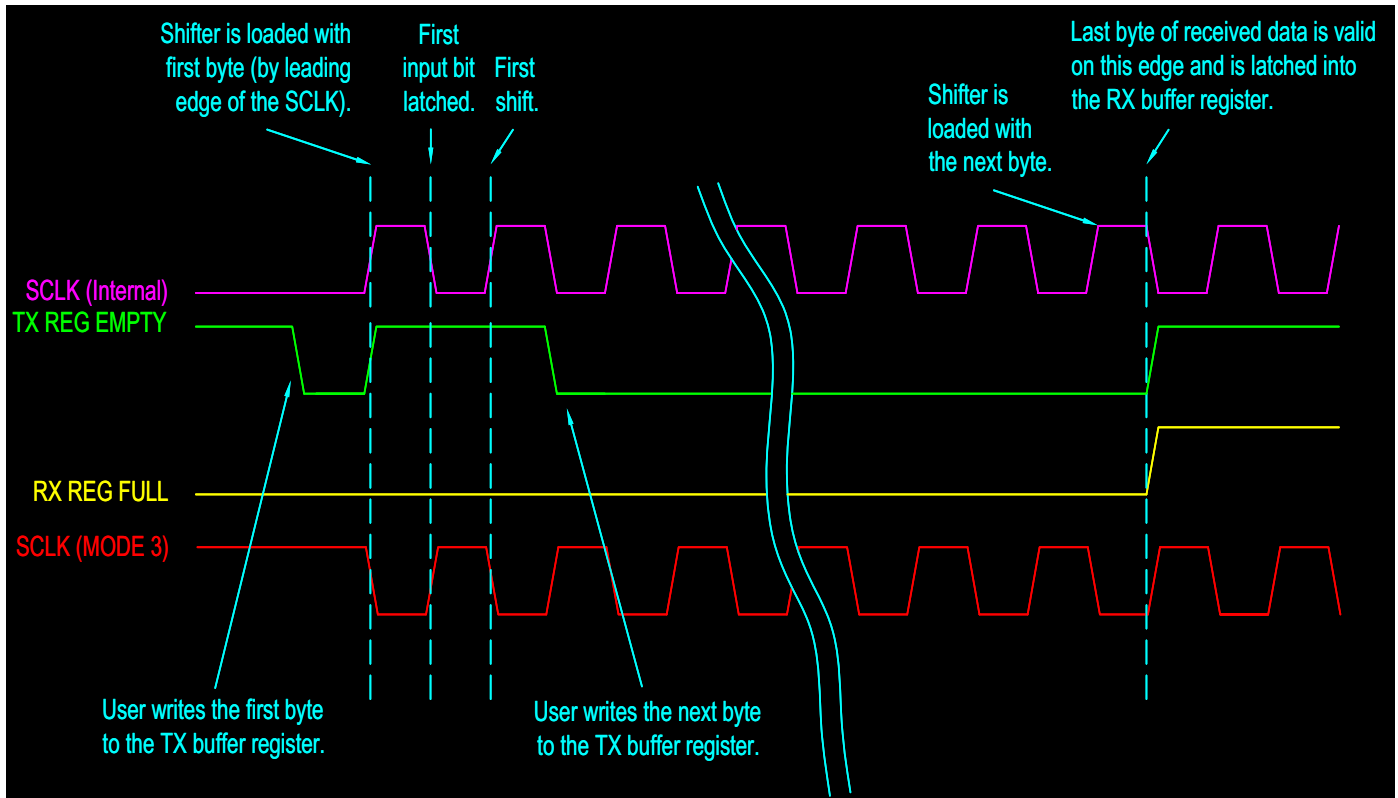 Shifter is loaded with
first byte (by leading
edge of the SCLK).
First
input bit
latched.
First
shift.
Shifter is
loaded with
the next byte.
Last byte of received data is valid
on this edge and is latched into
the RX buffer register.
SCLK (Internal)
TX REG EMPTY
RX REG FULL
SCLK (MODE 3)
User writes the first byte
to the TX buffer register.
User writes the next byte
to the TX buffer register.